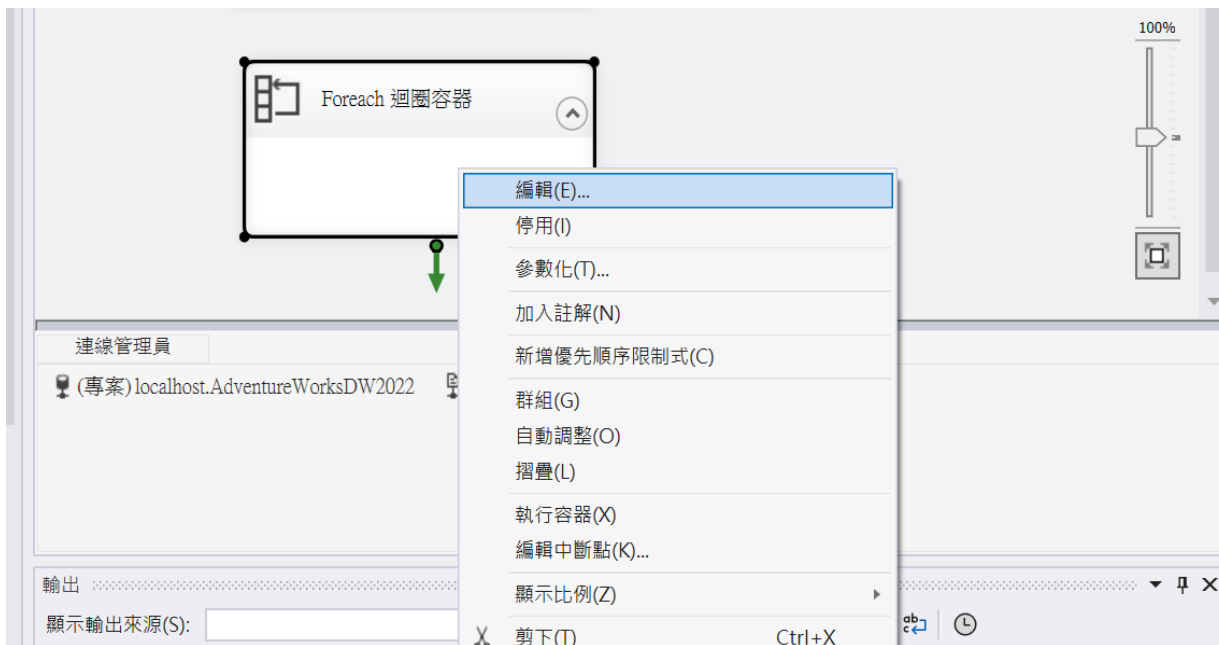 100%
Foreach 迴圈容器
編輯(E)...
停用(I)
參數化(T)...
加入註解(N)
新增優先順序限制式(C)
群組(G)
自動調整(O)
摺疊(L)
執行容器(X)
編輯中斷點(K)...
顯示比例(Z)
剪下(T) Ctrl+X
連線管理員
(專案) localhost.AdventureWorksDW2022
輸出
顯示輸出來源(S):